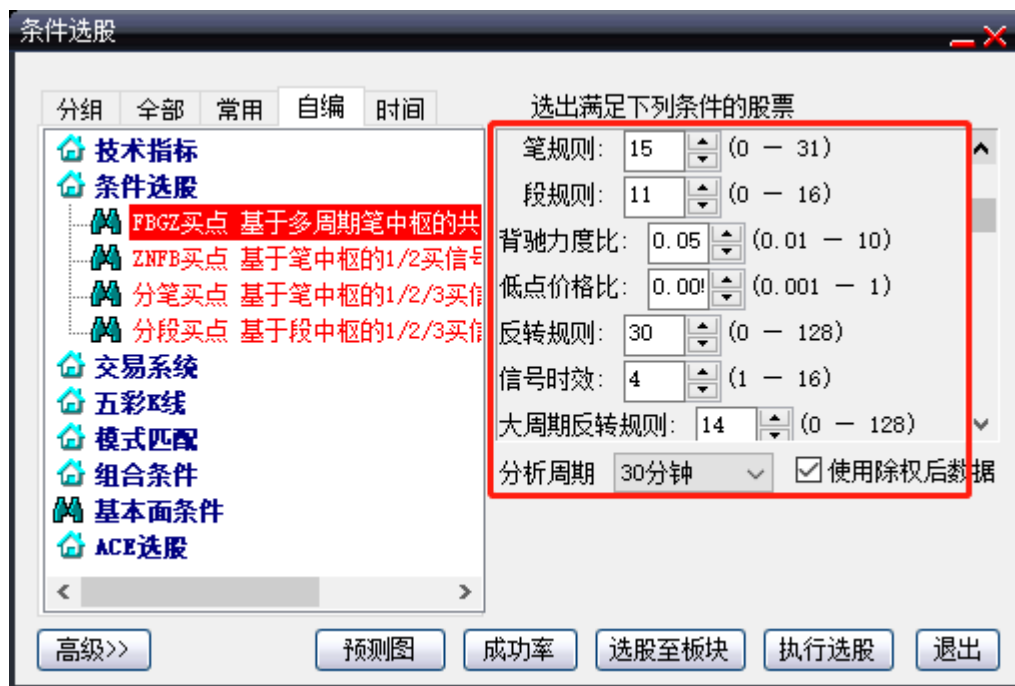 条件选股
分组 全部 常用 自编 时间
选出满足下列条件的股票
技术指标
条件选股
FBGZ买点 基于多周期笔中枢的共
ZNFB买点 基于笔中枢的1/2买信号
分笔买点 基于笔中枢的1/2/3买信
分段买点 基于段中枢的1/2/3买信
交易系统
五彩K线
模式匹配
组合条件
基本面条件
ACE选股
笔规则: 15 (0 — 31)
段规则: 11 (0 — 16)
背驰力度比: 0.05 (0.01 — 10)
低点价格比: 0.00 (0.001 — 1)
反转规则: 30 (0 — 128)
信号时效: 4 (1 — 16)
大周期反转规则: 14 (0 — 128)
分析周期 30分钟 使用除权后数据
高级>> 预测图 成功率 选股至板块 执行选股 退出